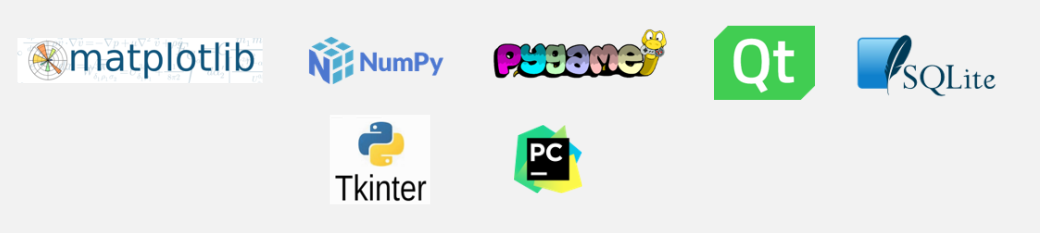 matplotlib
NumPy
pygame
Qt
SQLite
Tkinter
PC